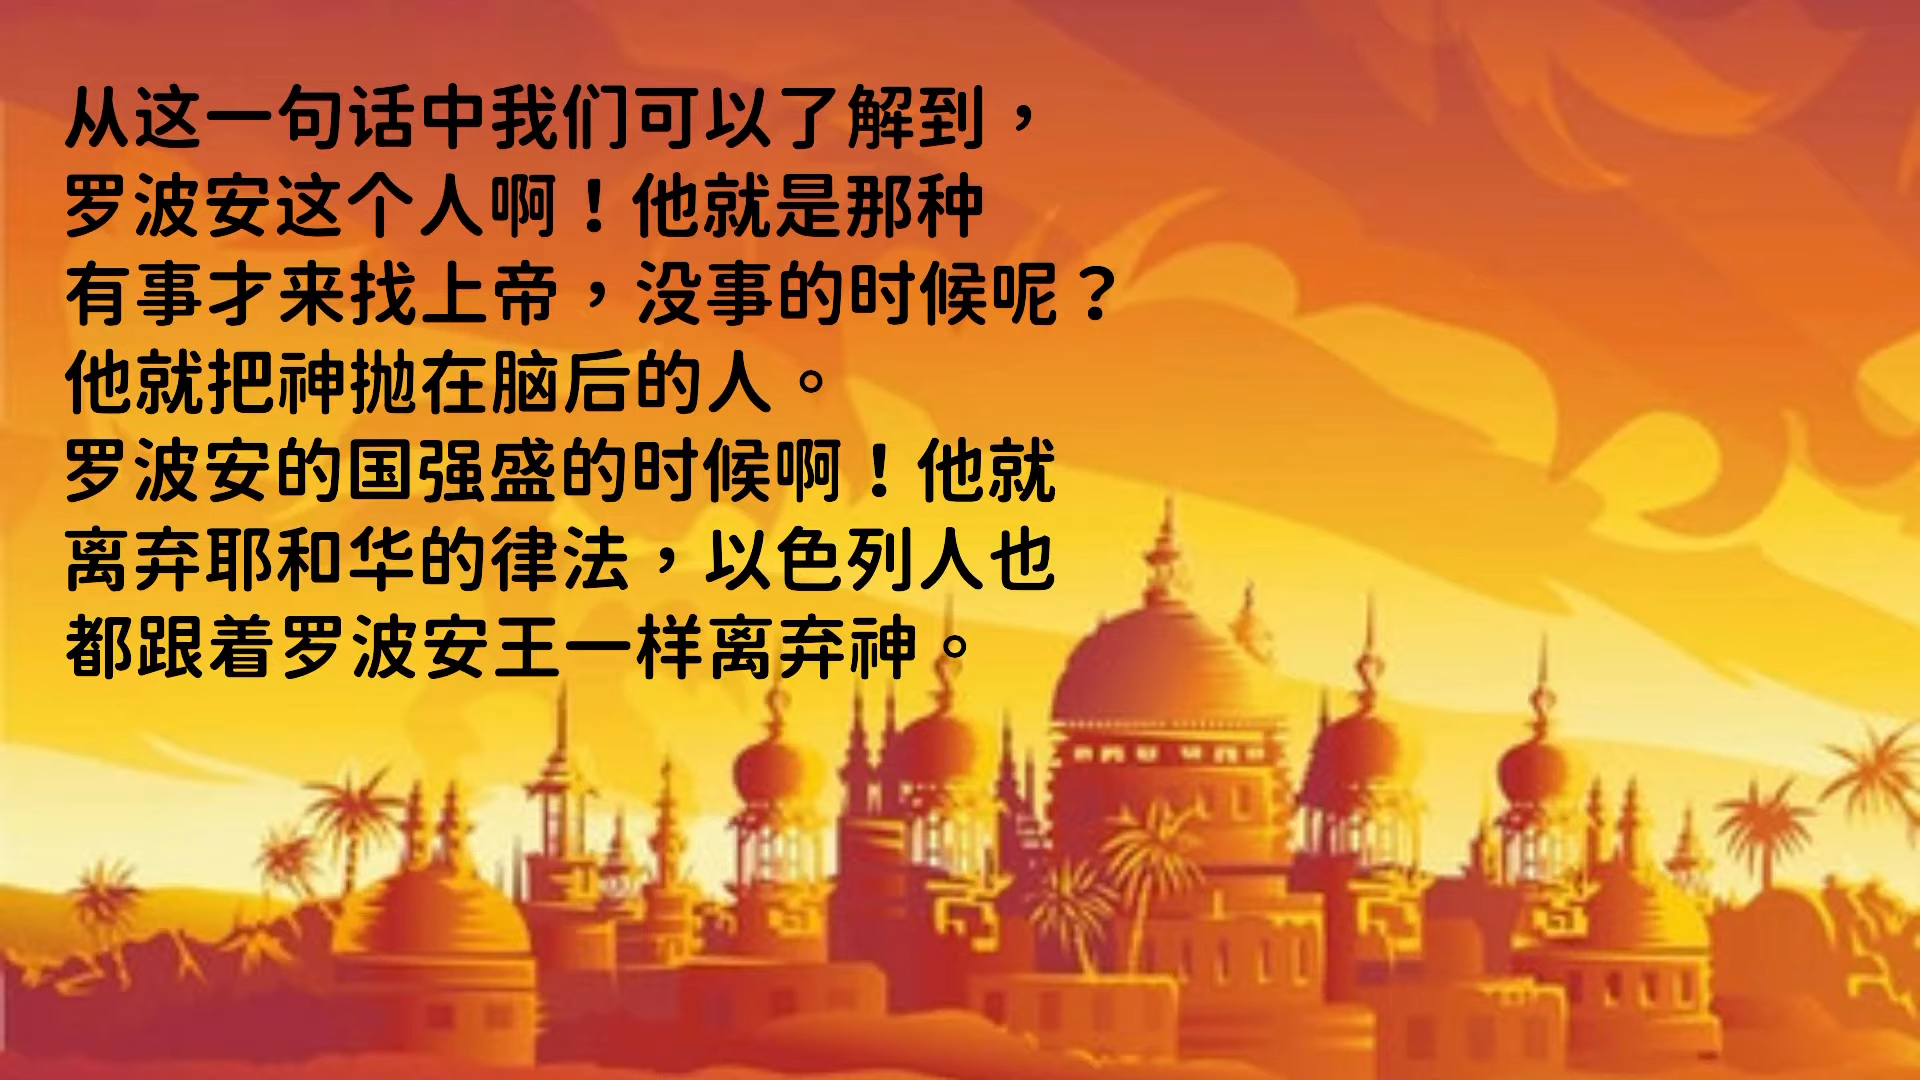 从这一句话中我们可以了解到，
罗波安这个人啊！他就是那种
有事才来找上帝，没事的时候呢？
他就把神抛在脑后的人。
罗波安的国强盛的时候啊！他就
离弃耶和华的律法，以色列人也
都跟着罗波安王一样离弃神。